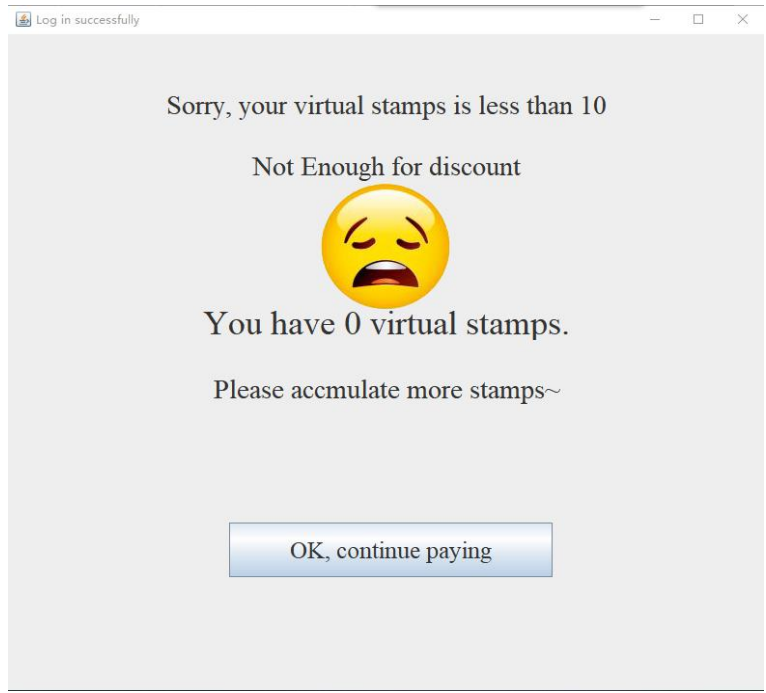 Log in successfully
Sorry, your virtual stamps is less than 10
Not Enough for discount
You have 0 virtual stamps.
Please accmulate more stamps~
OK, continue paying